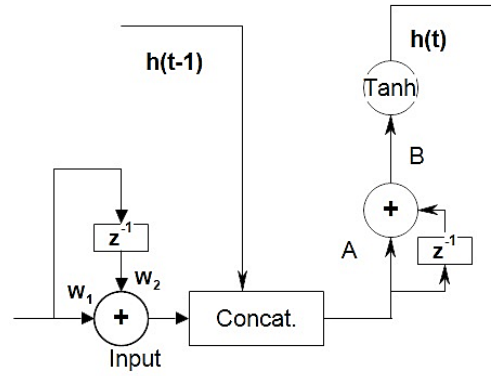 h(t-1)
h(t)
Tanh
B
+
z⁻¹
A
z⁻¹
w₁
w₂
+
Concat.
Input